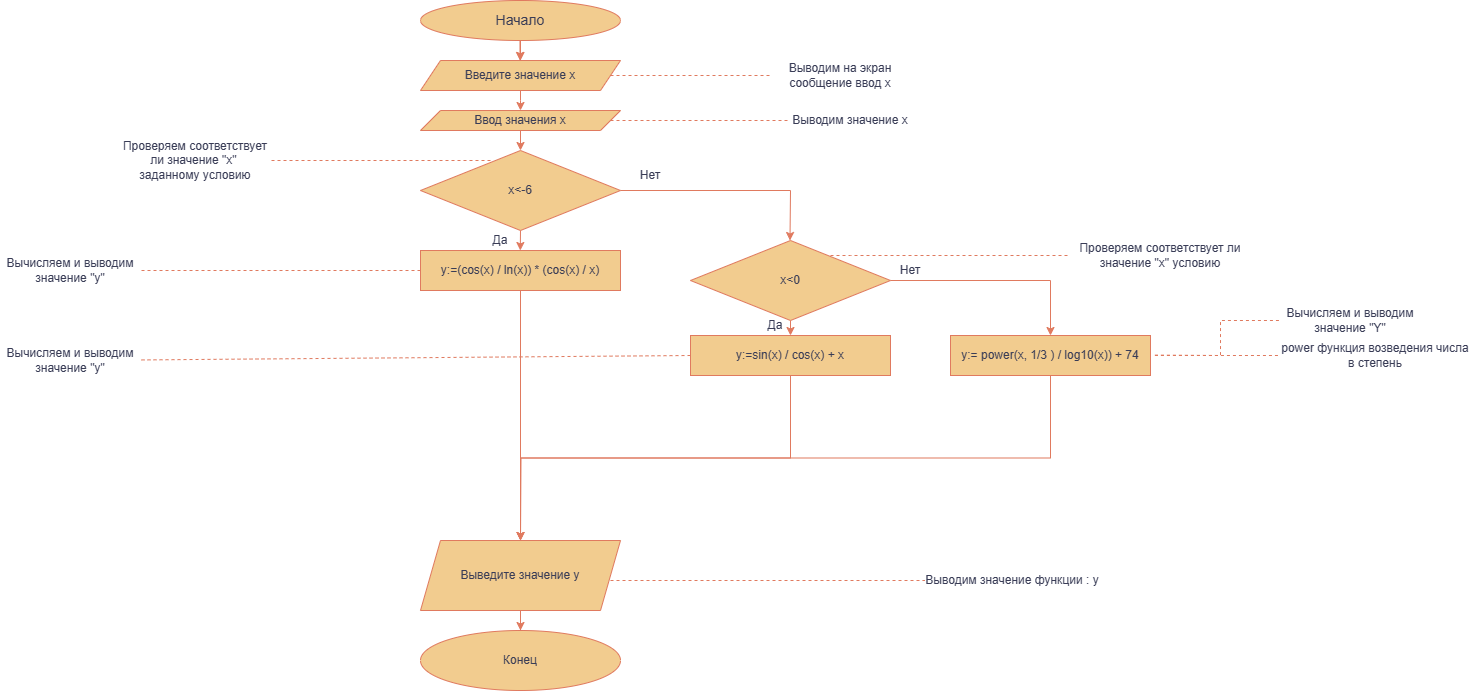 Начало
Введите значение x
Выводим на экран
сообщение ввод x
Ввод значения x
Выводим значение x
Проверяем соответствует
ли значение "x"
заданному условию
x<-6
Нет
Да
Вычисляем и выводим
значение "y"
y:=(cos(x) / ln(x)) * (cos(x) / x)
Проверяем соответствует ли
значение "x" условию
x<0
Нет
Да
Вычисляем и выводим
значение "y"
y:=sin(x) / cos(x) + x
y:= power(x, 1/3 ) / log10(x)) + 74
Вычисляем и выводим
значение "Y"
power функция возведения числа
в степень
Выведите значение y
Выводим значение функции : y
Конец